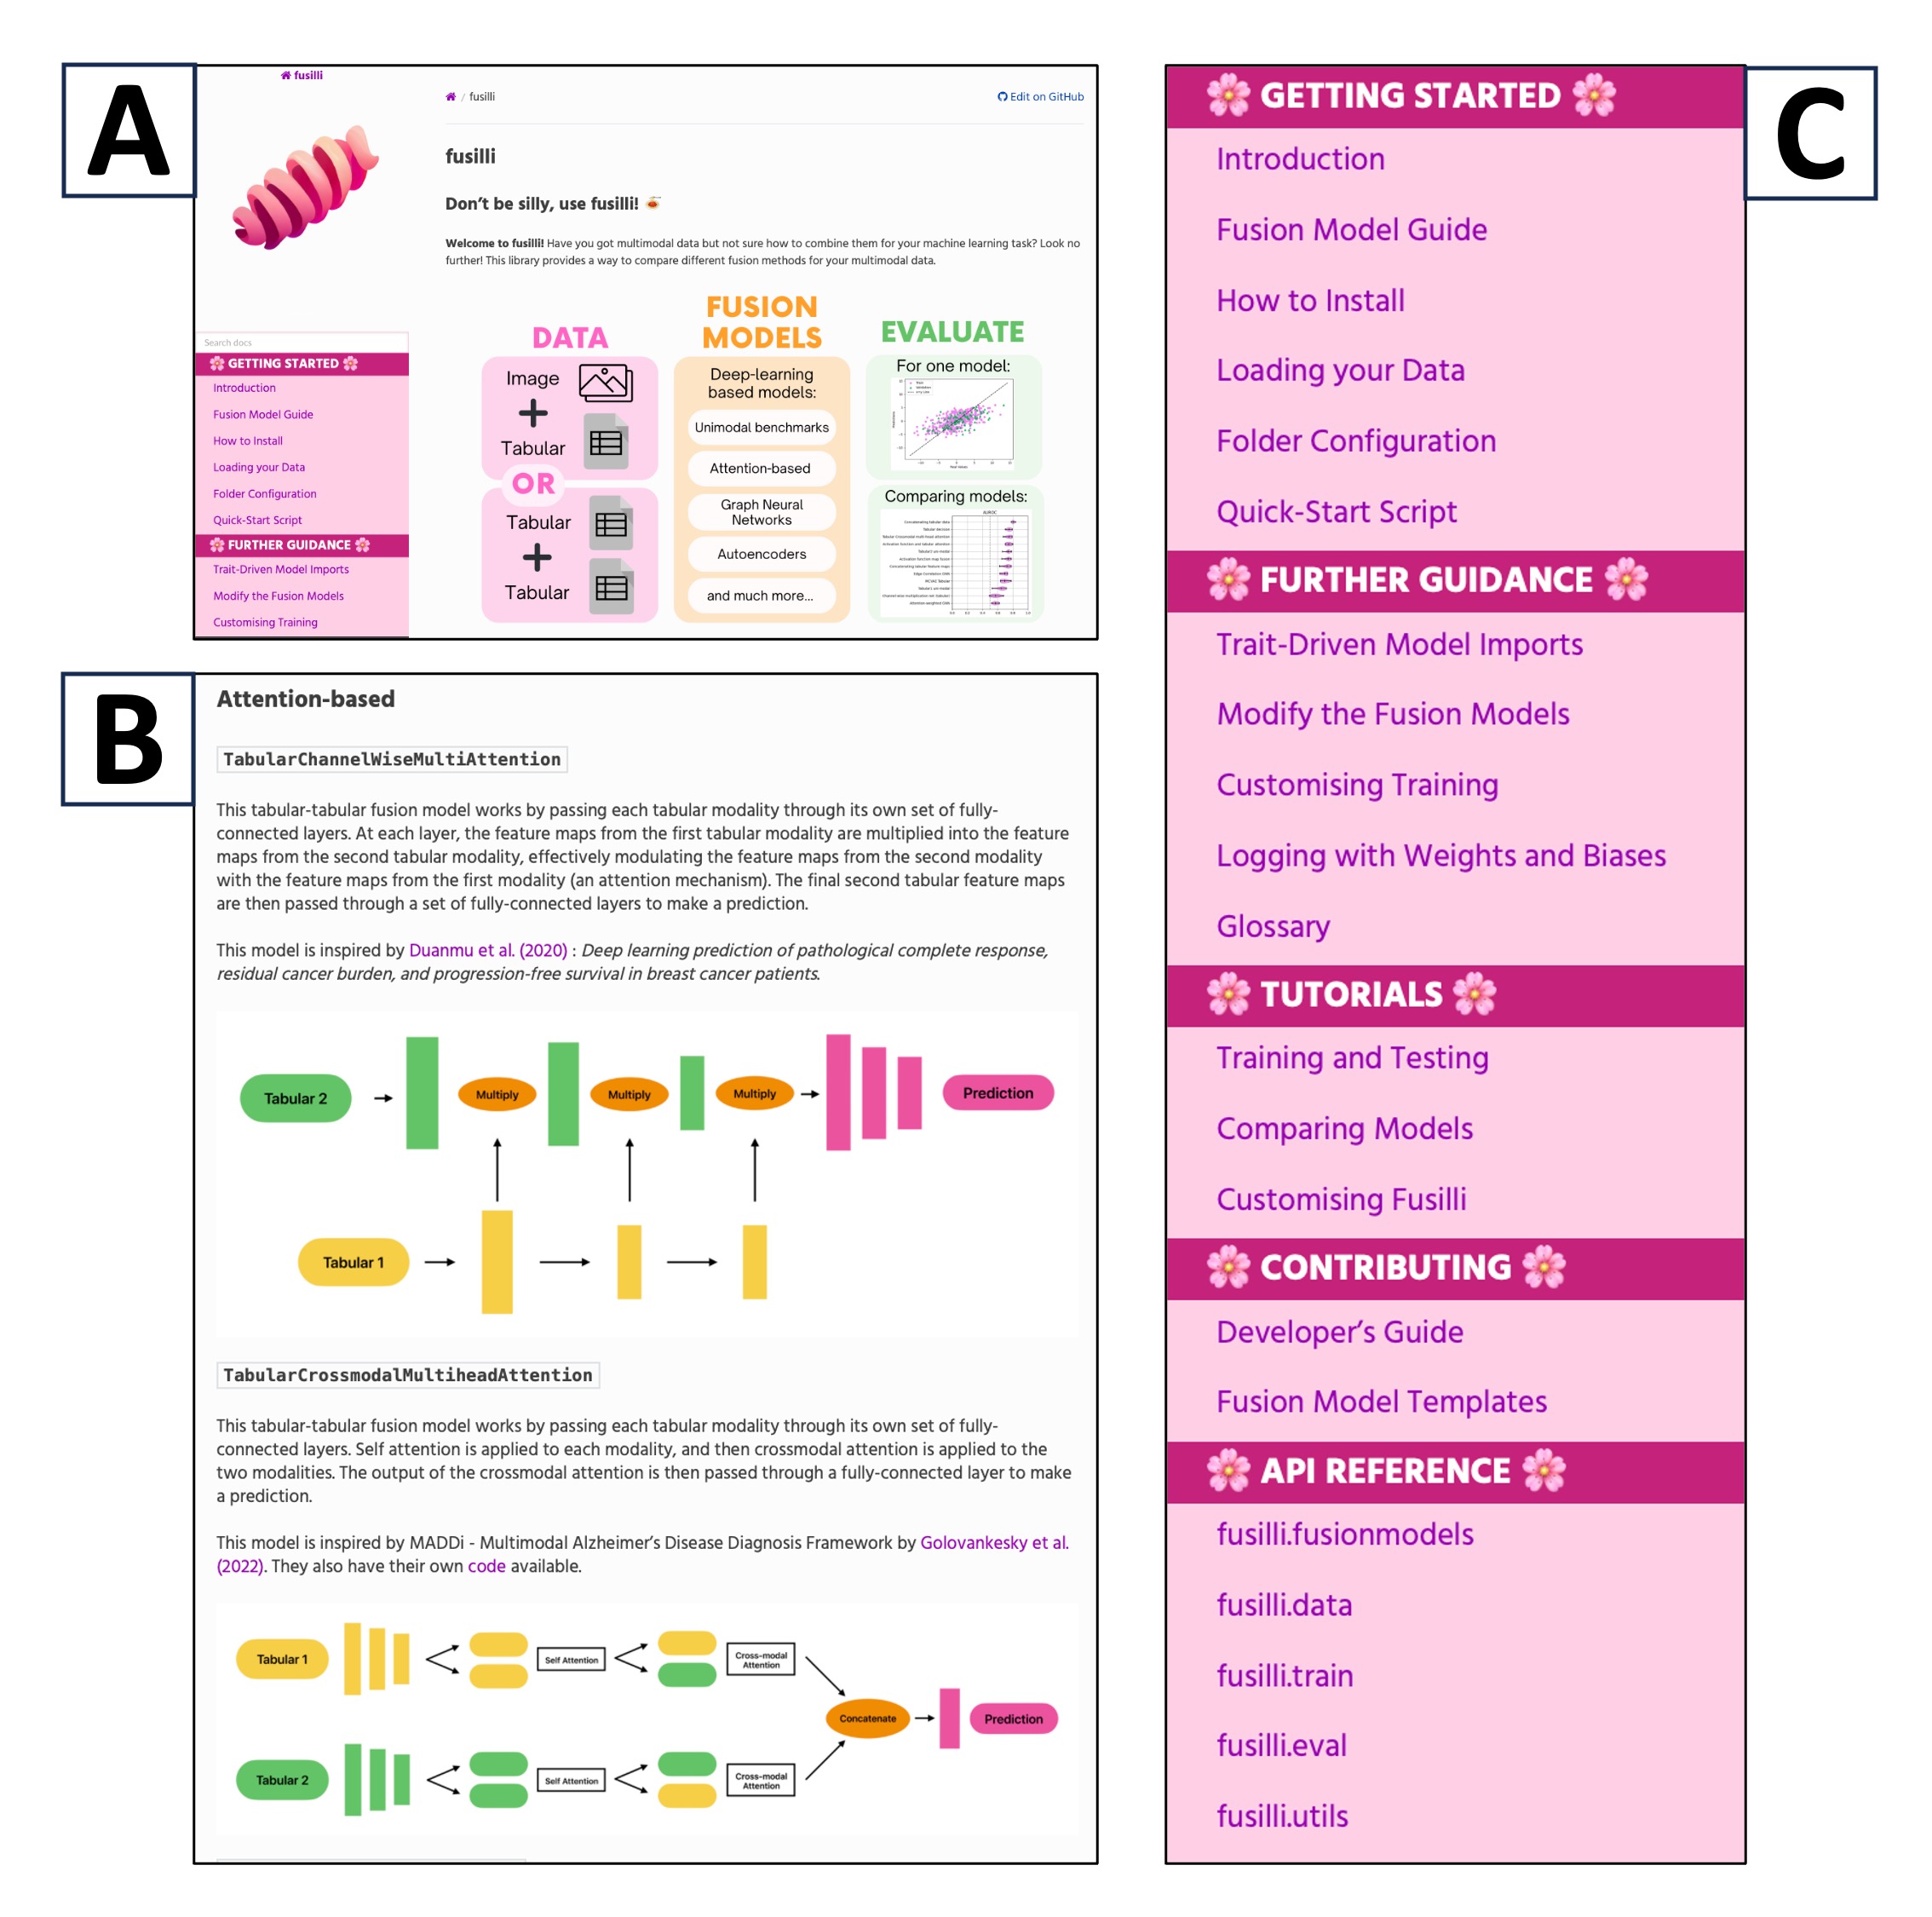 A
fusilli
/ fusilli
Edit on GitHub
fusilli
Don't be silly, use fusilli!
Welcome to fusilli! Have you got multimodal data but not sure how to combine them for your machine learning task? Look no
further! This library provides a way to compare different fusion methods for your multimodal data.
Search docs
GETTING STARTED
Introduction
Fusion Model Guide
How to Install
Loading your Data
Folder Configuration
Quick-Start Script
FURTHER GUIDANCE
Trait-Driven Model Imports
Modify the Fusion Models
Customising Training
DATA
Image
+
Tabular
OR
Tabular
+
Tabular
FUSION
MODELS
Deep-learning
based models:
Unimodal benchmarks
Attention-based
Graph Neural
Networks
Autoencoders
and much more...
EVALUATE
For one model:
Comparing models:
AUROC
B
Attention-based
TabularChannelWiseMultiAttention
This tabular-tabular fusion model works by passing each tabular modality through its own set of fully-
connected layers. At each layer, the feature maps from the first tabular modality are multiplied into the feature
maps from the second tabular modality, effectively modulating the feature maps from the second modality
with the feature maps from the first modality (an attention mechanism). The final second tabular feature maps
are then passed through a set of fully-connected layers to make a prediction.
This model is inspired by Duanmu et al. (2020) : Deep learning prediction of pathological complete response,
residual cancer burden, and progression-free survival in breast cancer patients.
Tabular 2
Multiply
Multiply
Multiply
Prediction
Tabular 1
TabularCrossmodalMultiheadAttention
This tabular-tabular fusion model works by passing each tabular modality through its own set of fully-
connected layers. Self attention is applied to each modality, and then crossmodal attention is applied to the
two modalities. The output of the crossmodal attention is then passed through a fully-connected layer to make
a prediction.
This model is inspired by MADDi - Multimodal Alzheimer's Disease Diagnosis Framework by Golovankesky et al.
(2022). They also have their own code available.
Tabular 1
Self Attention
Cross-modal
Attention
Concatenate
Prediction
Tabular 2
Self Attention
Cross-modal
Attention
C
GETTING STARTED
Introduction
Fusion Model Guide
How to Install
Loading your Data
Folder Configuration
Quick-Start Script
FURTHER GUIDANCE
Trait-Driven Model Imports
Modify the Fusion Models
Customising Training
Logging with Weights and Biases
Glossary
TUTORIALS
Training and Testing
Comparing Models
Customising Fusilli
CONTRIBUTING
Developer's Guide
Fusion Model Templates
API REFERENCE
fusilli.fusionmodels
fusilli.data
fusilli.train
fusilli.eval
fusilli.utils